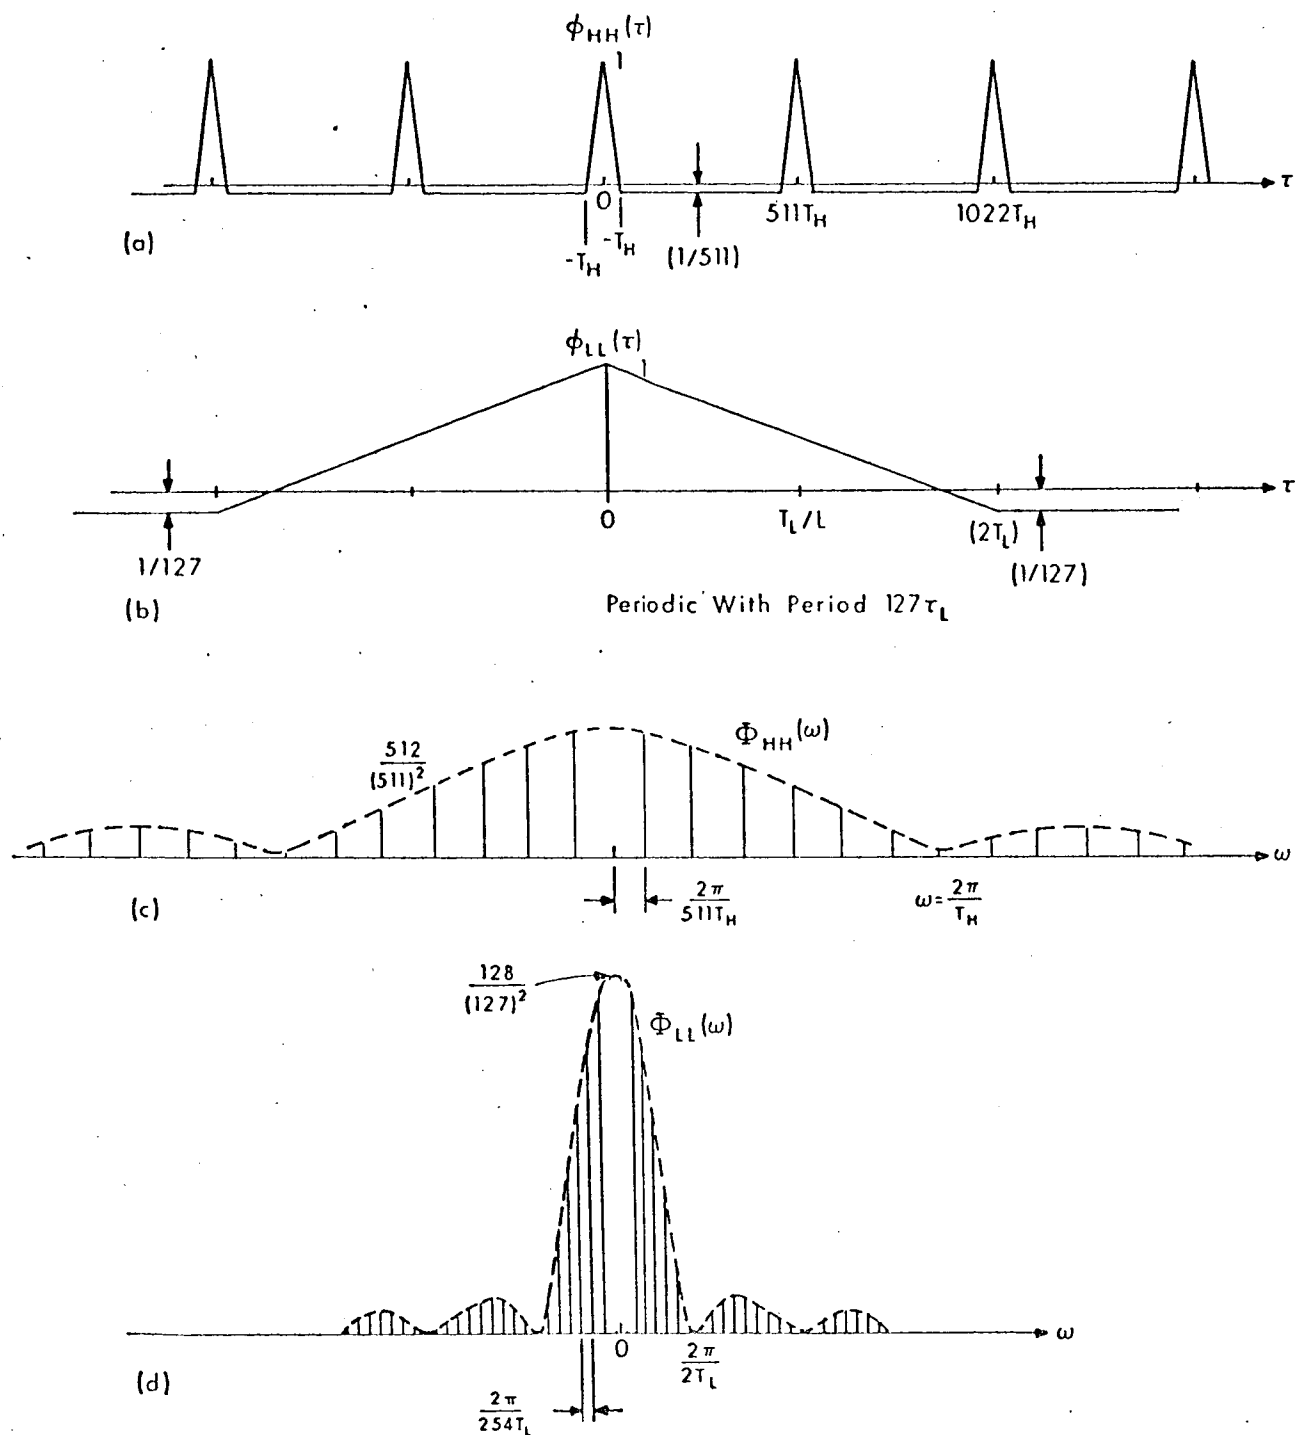 ϕHH(τ)
1
τ
0
511TH
1022TH
-TH
-TH
(1/511)
(a)
ϕLL(τ)
1
τ
0
TL/L
(2TL)
1/127
(1/127)
(b)
Periodic With Period 127τL
512/(511)²
ΦHH(ω)
ω
2π/511TH
ω=2π/TH
(c)
128/(127)²
ΦLL(ω)
ω
0
2π/2TL
(d)
2π/254TL